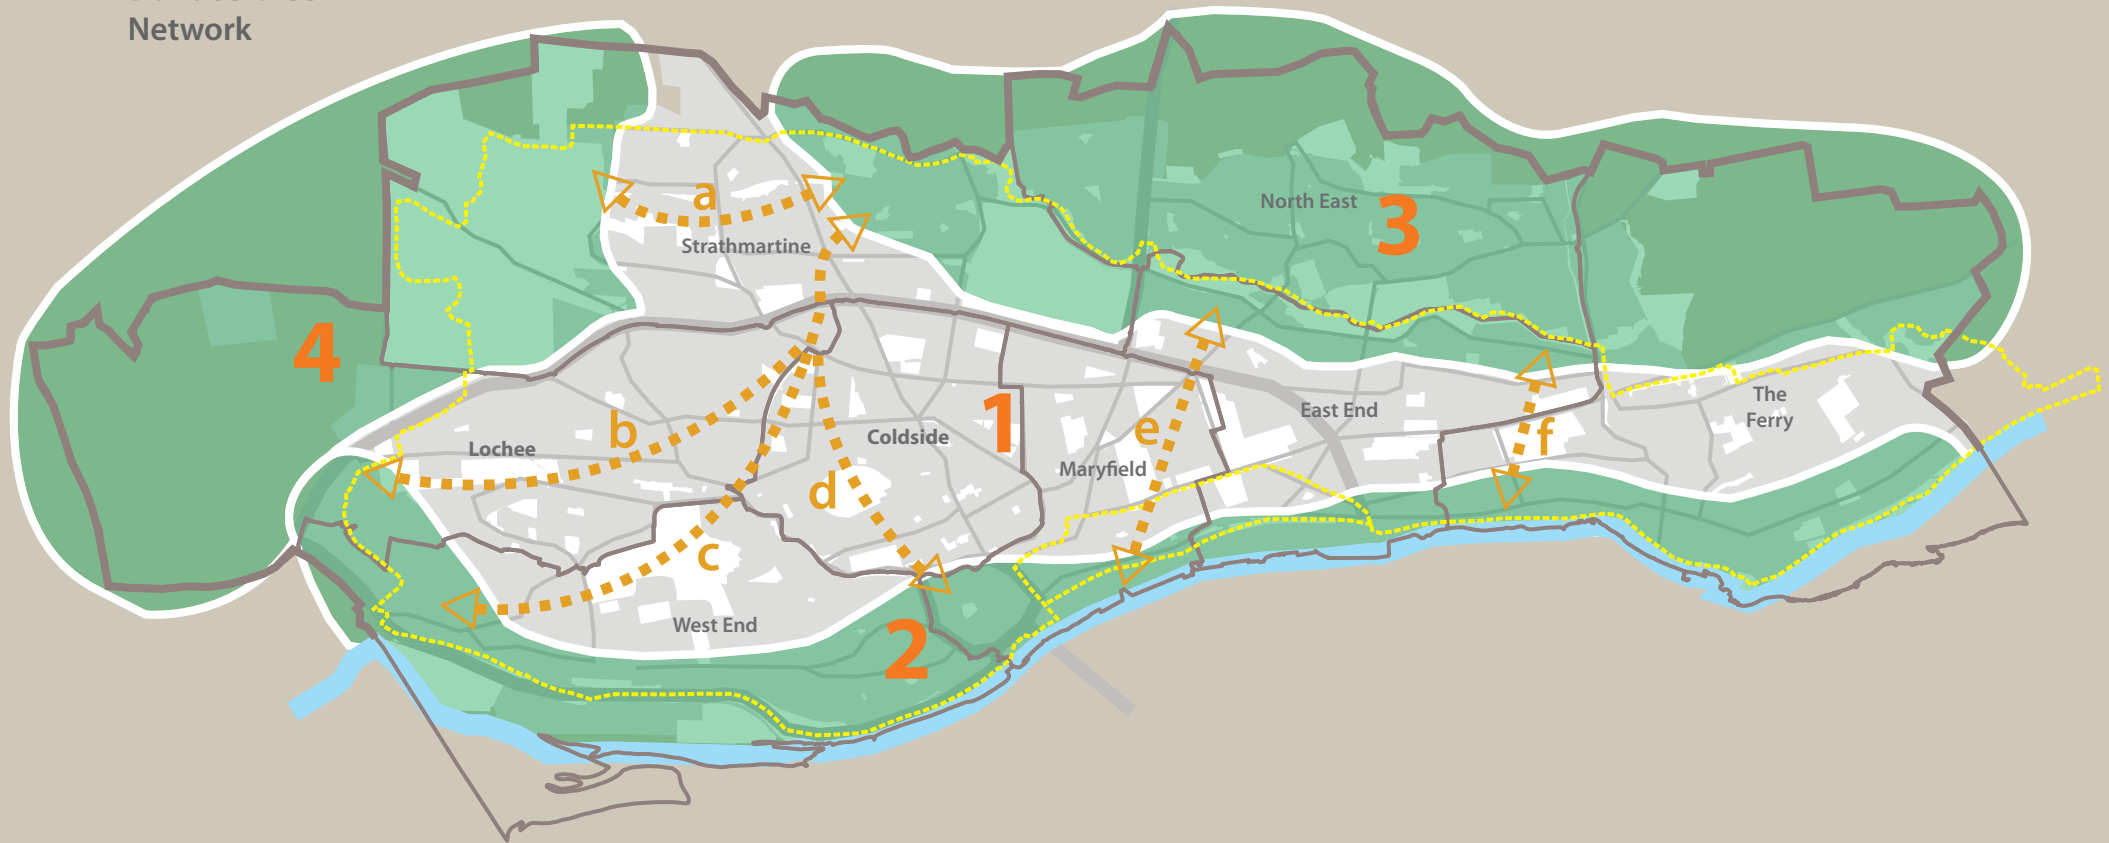 Network
North East
3
a
Strathmartine
4
1
The
Ferry
East End
b
Lochee
Coldside
e
f
Maryfield
d
c
West End
2